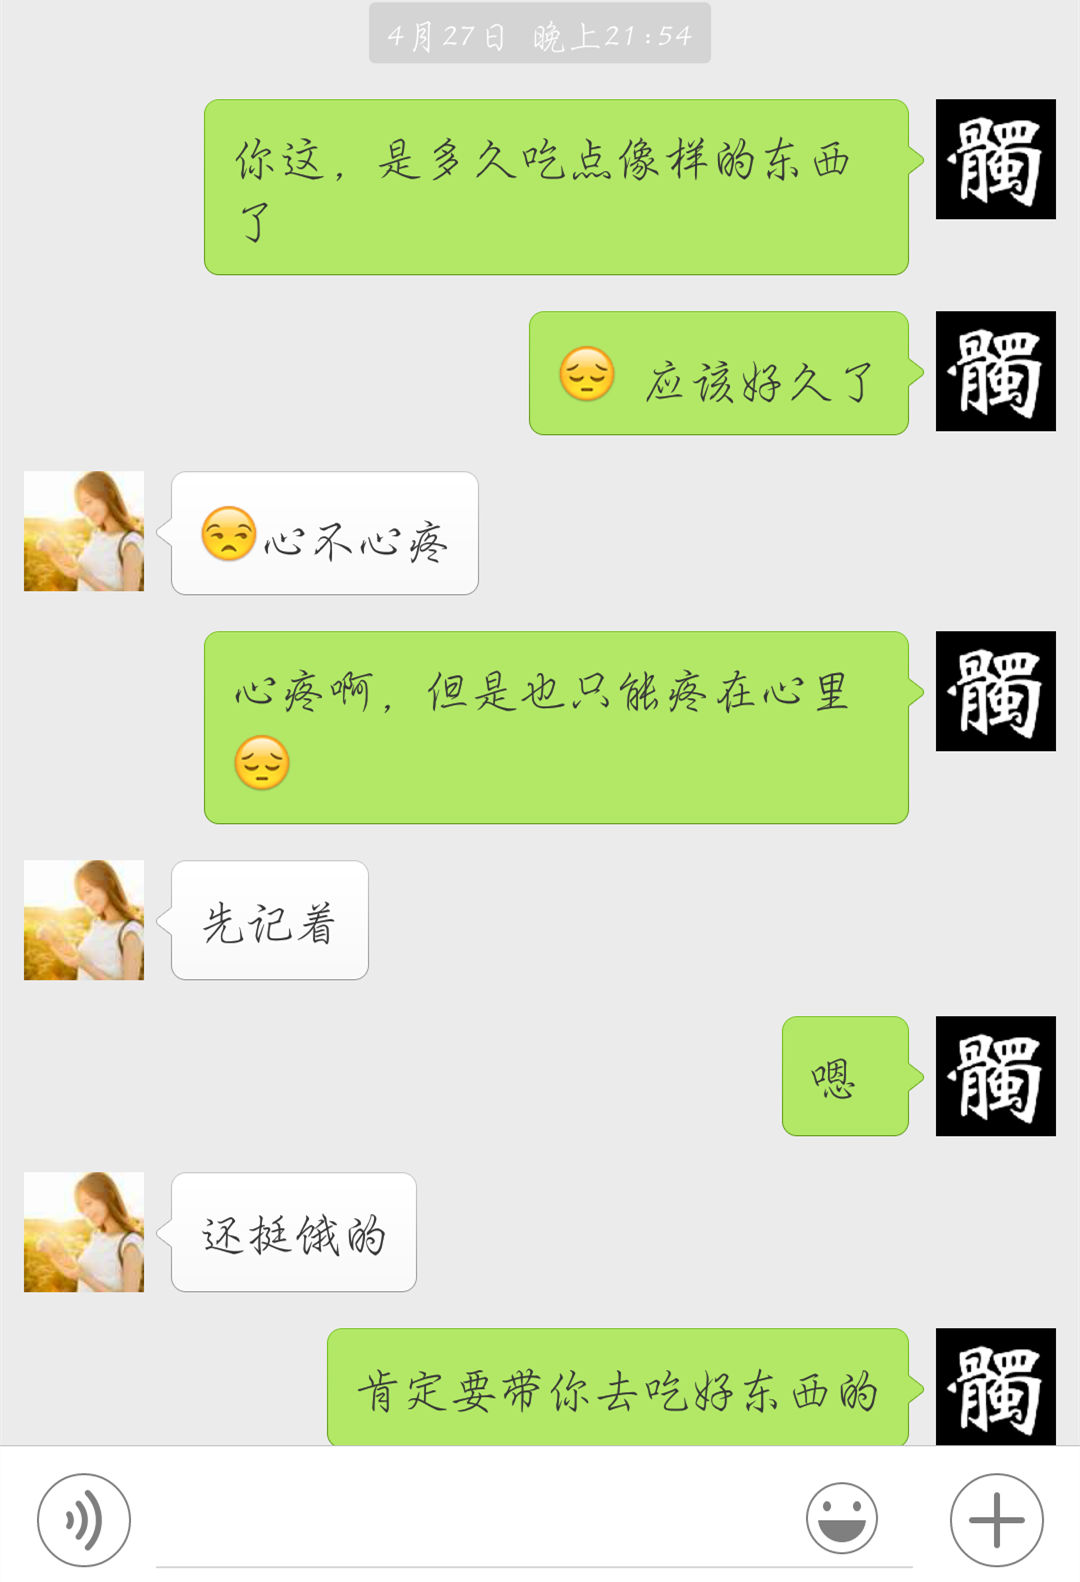 4月27日 晚上21:54
你这，是多久吃点像样的东西
了
髑
😔 应该好久了
髑
😒心不心疼
心疼啊，但是也只能疼在心里
😔
髑
先记着
嗯
髑
还挺饿的
肯定要带你去吃好东西的
髑